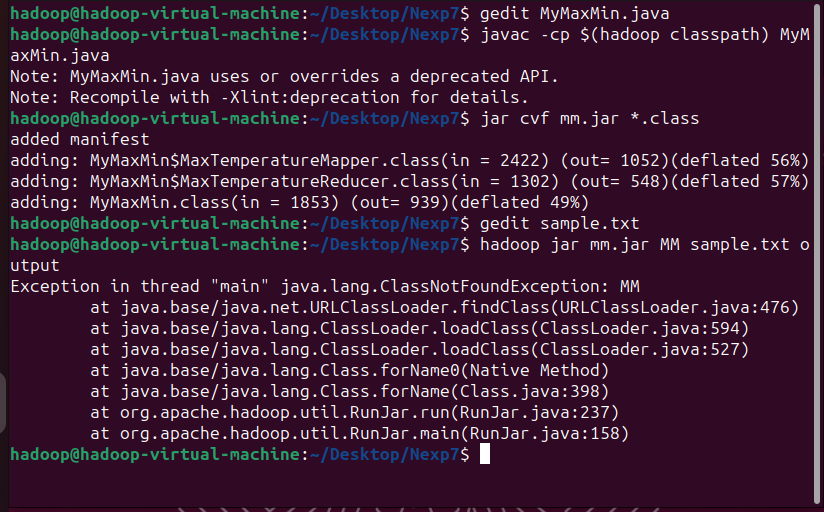 hadoop@hadoop-virtual-machine:~/Desktop/Nexp7$ gedit MyMaxMin.java
hadoop@hadoop-virtual-machine:~/Desktop/Nexp7$ javac -cp $(hadoop classpath) MyM
axMin.java
Note: MyMaxMin.java uses or overrides a deprecated API.
Note: Recompile with -Xlint:deprecation for details.
hadoop@hadoop-virtual-machine:~/Desktop/Nexp7$ jar cvf mm.jar *.class
added manifest
adding: MyMaxMin$MaxTemperatureMapper.class(in = 2422) (out= 1052)(deflated 56%)
adding: MyMaxMin$MaxTemperatureReducer.class(in = 1302) (out= 548)(deflated 57%)
adding: MyMaxMin.class(in = 1853) (out= 939)(deflated 49%)
hadoop@hadoop-virtual-machine:~/Desktop/Nexp7$ gedit sample.txt
hadoop@hadoop-virtual-machine:~/Desktop/Nexp7$ hadoop jar mm.jar MM sample.txt o
utput
Exception in thread "main" java.lang.ClassNotFoundException: MM
        at java.base/java.net.URLClassLoader.findClass(URLClassLoader.java:476)
        at java.base/java.lang.ClassLoader.loadClass(ClassLoader.java:594)
        at java.base/java.lang.ClassLoader.loadClass(ClassLoader.java:527)
        at java.base/java.lang.Class.forName0(Native Method)
        at java.base/java.lang.Class.forName(Class.java:398)
        at org.apache.hadoop.util.RunJar.run(RunJar.java:237)
        at org.apache.hadoop.util.RunJar.main(RunJar.java:158)
hadoop@hadoop-virtual-machine:~/Desktop/Nexp7$